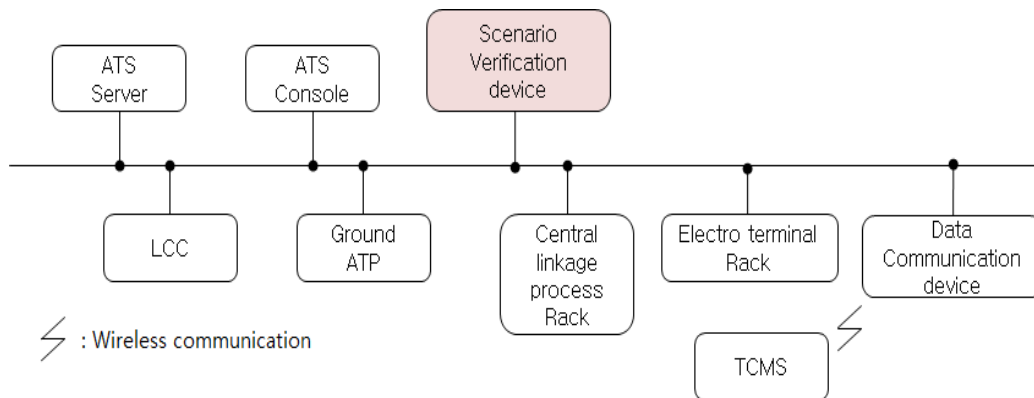 ATS
Server
ATS
Console
Scenario
Verification
device
LCC
Ground
ATP
Central
linkage
process
Rack
Electro terminal
Rack
Data
Communication
device
TCMS
: Wireless communication